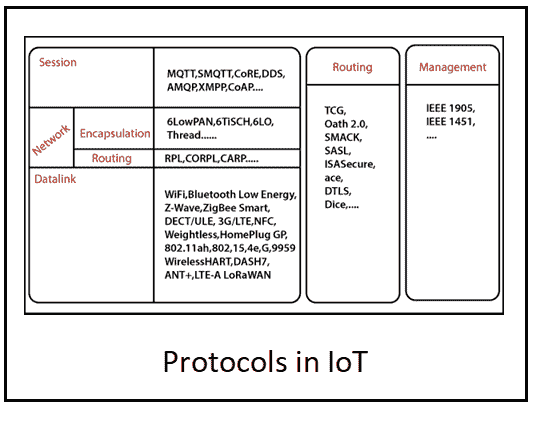 Session
MQTT,SMQTT,CoRE,DDS,
AMQP,XMPP,CoAP....
Network
Encapsulation
6LowPAN,6TiSCH,6LO,
Thread......
Routing
RPL,CORPL,CARP.....
Datalink
WiFi,Bluetooth Low Energy,
Z-Wave,ZigBee Smart,
DECT/ULE, 3G/LTE,NFC,
Weightless,HomePlug GP,
802.11ah,802,15,4e,G,9959
WirelessHART,DASH7,
ANT+,LTE-A LoRaWAN
Routing
TCG,
Oath 2.0,
SMACK,
SASL,
ISASecure,
ace,
DTLS,
Dice,....
Management
IEEE 1905,
IEEE 1451,
....
Protocols in IoT